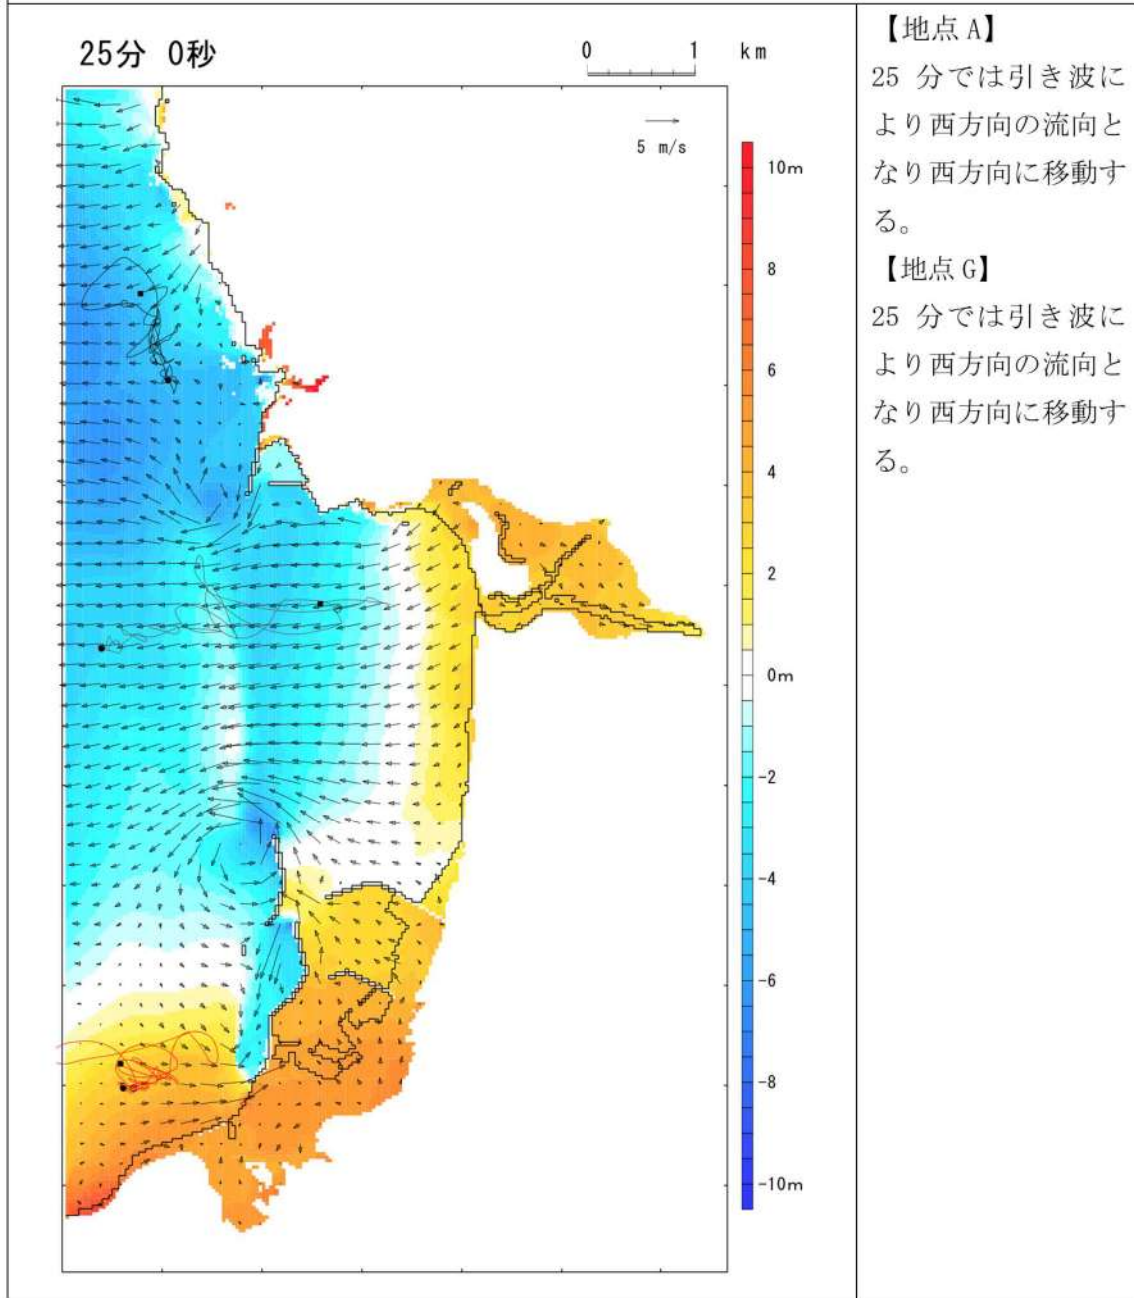 25分 0秒
0 1 km
5 m/s
10m
8
6
4
2
0m
-2
-4
-6
-8
-10m
【地点 A】
25 分では引き波に
より西方向の流向と
なり西方向に移動す
る。
【地点 G】
25 分では引き波に
より西方向の流向と
なり西方向に移動す
る。